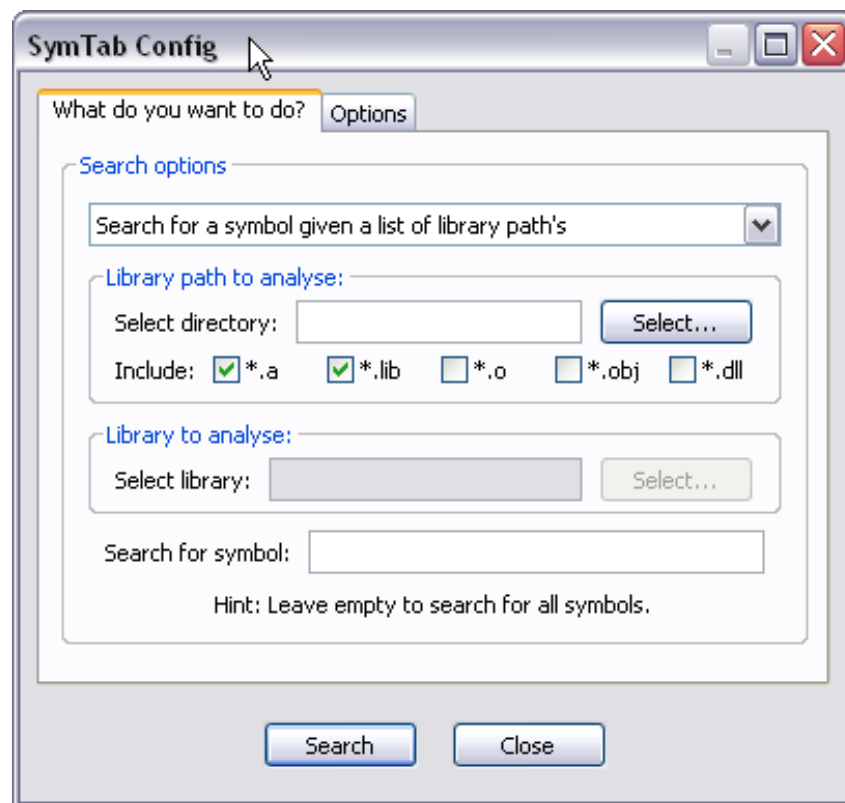 SymTab Config
What do you want to do? Options
Search options
Search for a symbol given a list of library path's
Library path to analyse:
Select directory: Select...
Include: *.a *.lib *.o *.obj *.dll
Library to analyse:
Select library: Select...
Search for symbol:
Hint: Leave empty to search for all symbols.
Search Close